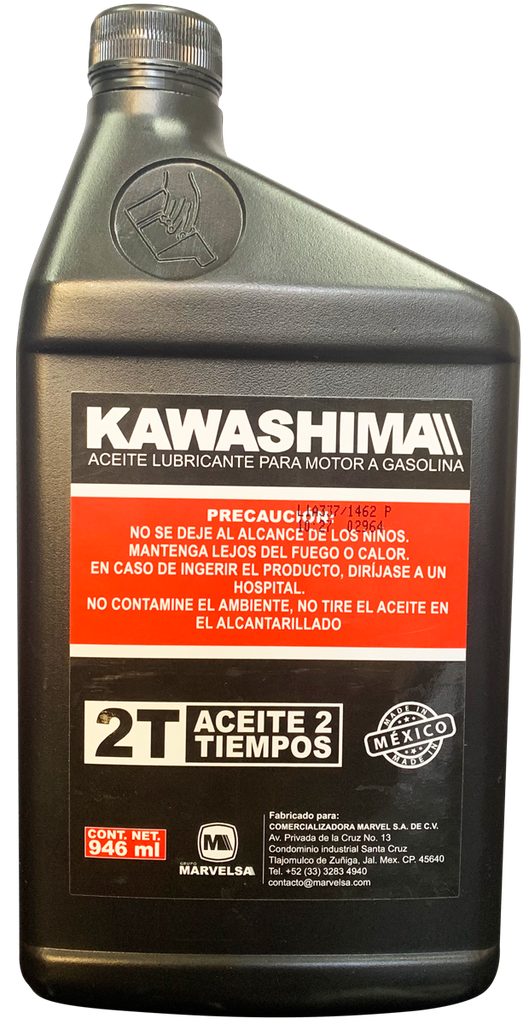 KAWASHIMA
ACEITE LUBRICANTE PARA MOTOR A GASOLINA
PRECAUCIÓN:
1462 P
02964
NO SE DEJE AL ALCANCE DE LOS NIÑOS.
MANTENGA LEJOS DEL FUEGO O CALOR.
EN CASO DE INGERIR EL PRODUCTO, DIRÍJASE A UN
HOSPITAL.
NO CONTAMINE EL AMBIENTE, NO TIRE EL ACEITE EN
EL ALCANTARILLADO
2T ACEITE 2
TIEMPOS
MADE IN
MÉXICO
MADE IN
CONT. NET.
946 ml
M
GRUPO
MARVELSA
Fabricado para:
COMERCIALIZADORA MARVEL S.A. DE C.V.
Av. Privada de la Cruz No. 13
Condominio industrial Santa Cruz
Tlajomulco de Zuñiga, Jal. Mex. CP. 45640
Tel. +52 (33) 3283 4940
contacto@marvelsa.com